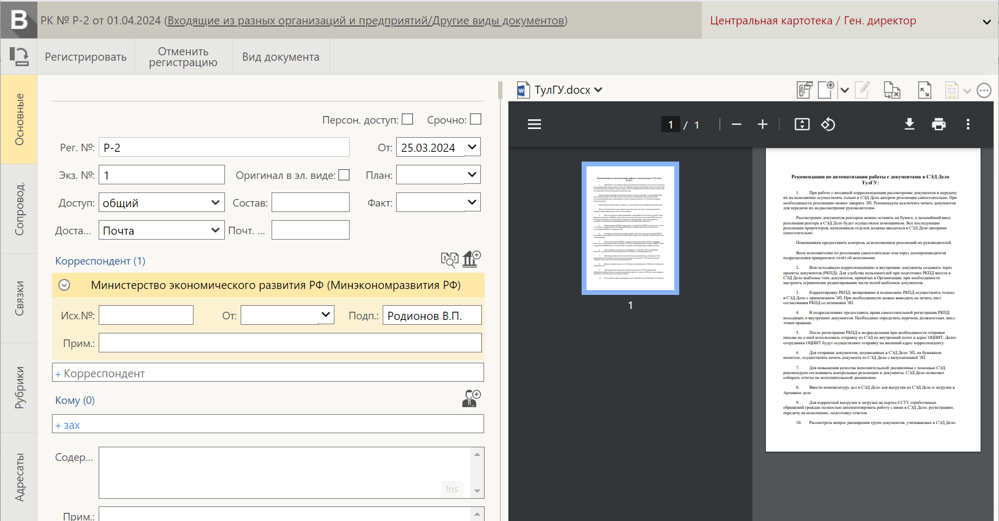 B
РК № Р-2 от 01.04.2024 (Входящие из разных организаций и предприятий/Другие виды документов)
Центральная картотека / Ген. директор
Регистрировать
Отменить
регистрацию
Вид документа
Основные
Сопровод.
Связки
Рубрики
Адресаты
Персон. доступ:
Срочно:
Рег. №: Р-2
От: 25.03.2024
Экз. №: 1
Оригинал в эл. виде:
План:
Доступ: общий
Состав:
Факт:
Доста... Почта
Почт. ...
Корреспондент (1)
Министерство экономического развития РФ (Минэкономразвития РФ)
Исх.№:
От:
Подп.: Родионов В.П.
Прим.:
+ Корреспондент
Кому (0)
+ зах
Содер...
Ins
Прим.:
ТулГУ.docx
1 / 1
1
Рекомендации по автоматизации работы с документами в СЭД Дело
ТулГУ:
1. При работе с входящей корреспонденции рассмотрение документов и передачу
их на исполнение осуществлять только в СЭД Дело автором резолюции самостоятельно. При
необходимости резолюцию можно заверять ЭП. Рекомендуем исключить печать документов
для передачи их на рассмотрение руководителям.
Рассмотрение документов ректором можно оставить на бумаге, а дальнейший ввод
резолюции ректора в СЭД Дело будет осуществлен помощником. Все последующие
резолюции проректоров, начальников отделов должны вводиться в СЭД Дело авторами
самостоятельно.
Помощникам предоставить контроль за исполнением резолюций их руководителей.
Всем исполнителям по резолюции самостоятельно или через делопроизводителя
подразделения прикреплять отчёт об исполнении
2. Всю исходящую корреспонденцию и внутренние документы создавать через
проекты документов (РКПД). Для удобства пользователей при подготовке РКПД внести в
СЭД Дело шаблоны этих документов, принятых в Организации, при необходимости
настроить ограничение редактирования части полей шаблонов документов.
3. Корректировку РКПД, визирование и подписание РКПД осуществлять только
в СЭД Дело с применением ЭП. При необходимости можно выводить на печать лист
согласования РКПД со штампами ЭП.
4. В подразделениях предоставить права самостоятельной регистрации РКПД
исходящих и внутренних документов. Необходимо определить перечень должностных лиц с
этими правами.
5. После регистрации РКПД в подразделении при необходимости отправки
письма по e-mail использовать отправку из СЭД по внутренней почте в адрес ОЦНИТ. Далее
сотрудники ОЦНИТ будут осуществляют отправку на внешний адрес корреспонденту.
6. Для отправки документов, подписанных в СЭД Дело ЭП, на бумажном
носителе, осуществлять печать документа из СЭД Дело с визуализацией ЭП.
7. Для повышения качества исполнительской дисциплины с помощью СЭД
рекомендуем отслеживать контрольные резолюции и документы. СЭД Дело позволяет
собирать отчеты по исполнительской дисциплине.
8. Ввести номенклатуру дел в СЭД Дело для выгрузки из СЭД Дело и загрузки в
Архивное дело
9. Для корректной выгрузки и загрузки на портал ССТУ отработанных
обращений граждан полностью автоматизировать работу с ними в СЭД Дело: регистрацию,
передачу на исполнение, подготовку ответов.
10. Рассмотреть вопрос расширения групп документов, учитываемых в СЭД Дело.